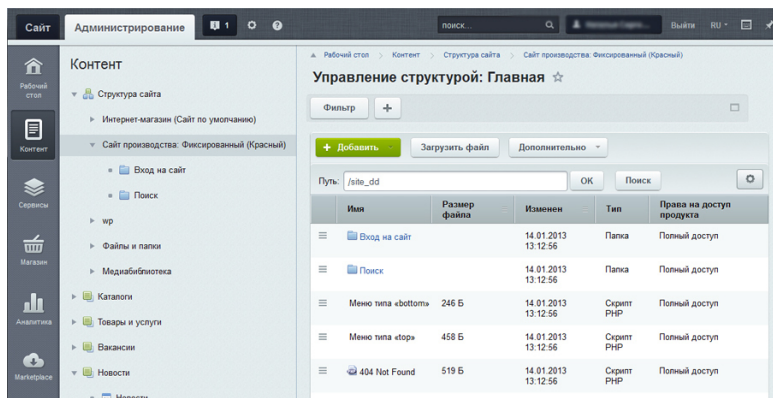 Сайт
Администрирование
1
поиск...
Выйти
RU
Рабочий
стол
Контент
Сервисы
Магазин
Аналитика
Marketplace
Контент
Структура сайта
Интернет-магазин (Сайт по умолчанию)
Сайт производства: Фиксированный (Красный)
Вход на сайт
Поиск
wp
Файлы и папки
Медиабиблиотека
Каталоги
Товары и услуги
Вакансии
Новости
Новости
Рабочий стол > Контент > Структура сайта > Сайт производства: Фиксированный (Красный)
Управление структурой: Главная
Фильтр +
+ Добавить Загрузить файл Дополнительно
Путь: /site_dd OK Поиск
Имя Размер файла Изменен Тип Права на доступ продукта
Вход на сайт 14.01.2013 13:12:56 Папка Полный доступ
Поиск 14.01.2013 13:12:56 Папка Полный доступ
Меню типа «bottom» 246 Б 14.01.2013 13:12:56 Скрипт PHP Полный доступ
Меню типа «top» 458 Б 14.01.2013 13:12:56 Скрипт PHP Полный доступ
404 Not Found 519 Б 14.01.2013 13:12:56 Скрипт PHP Полный доступ